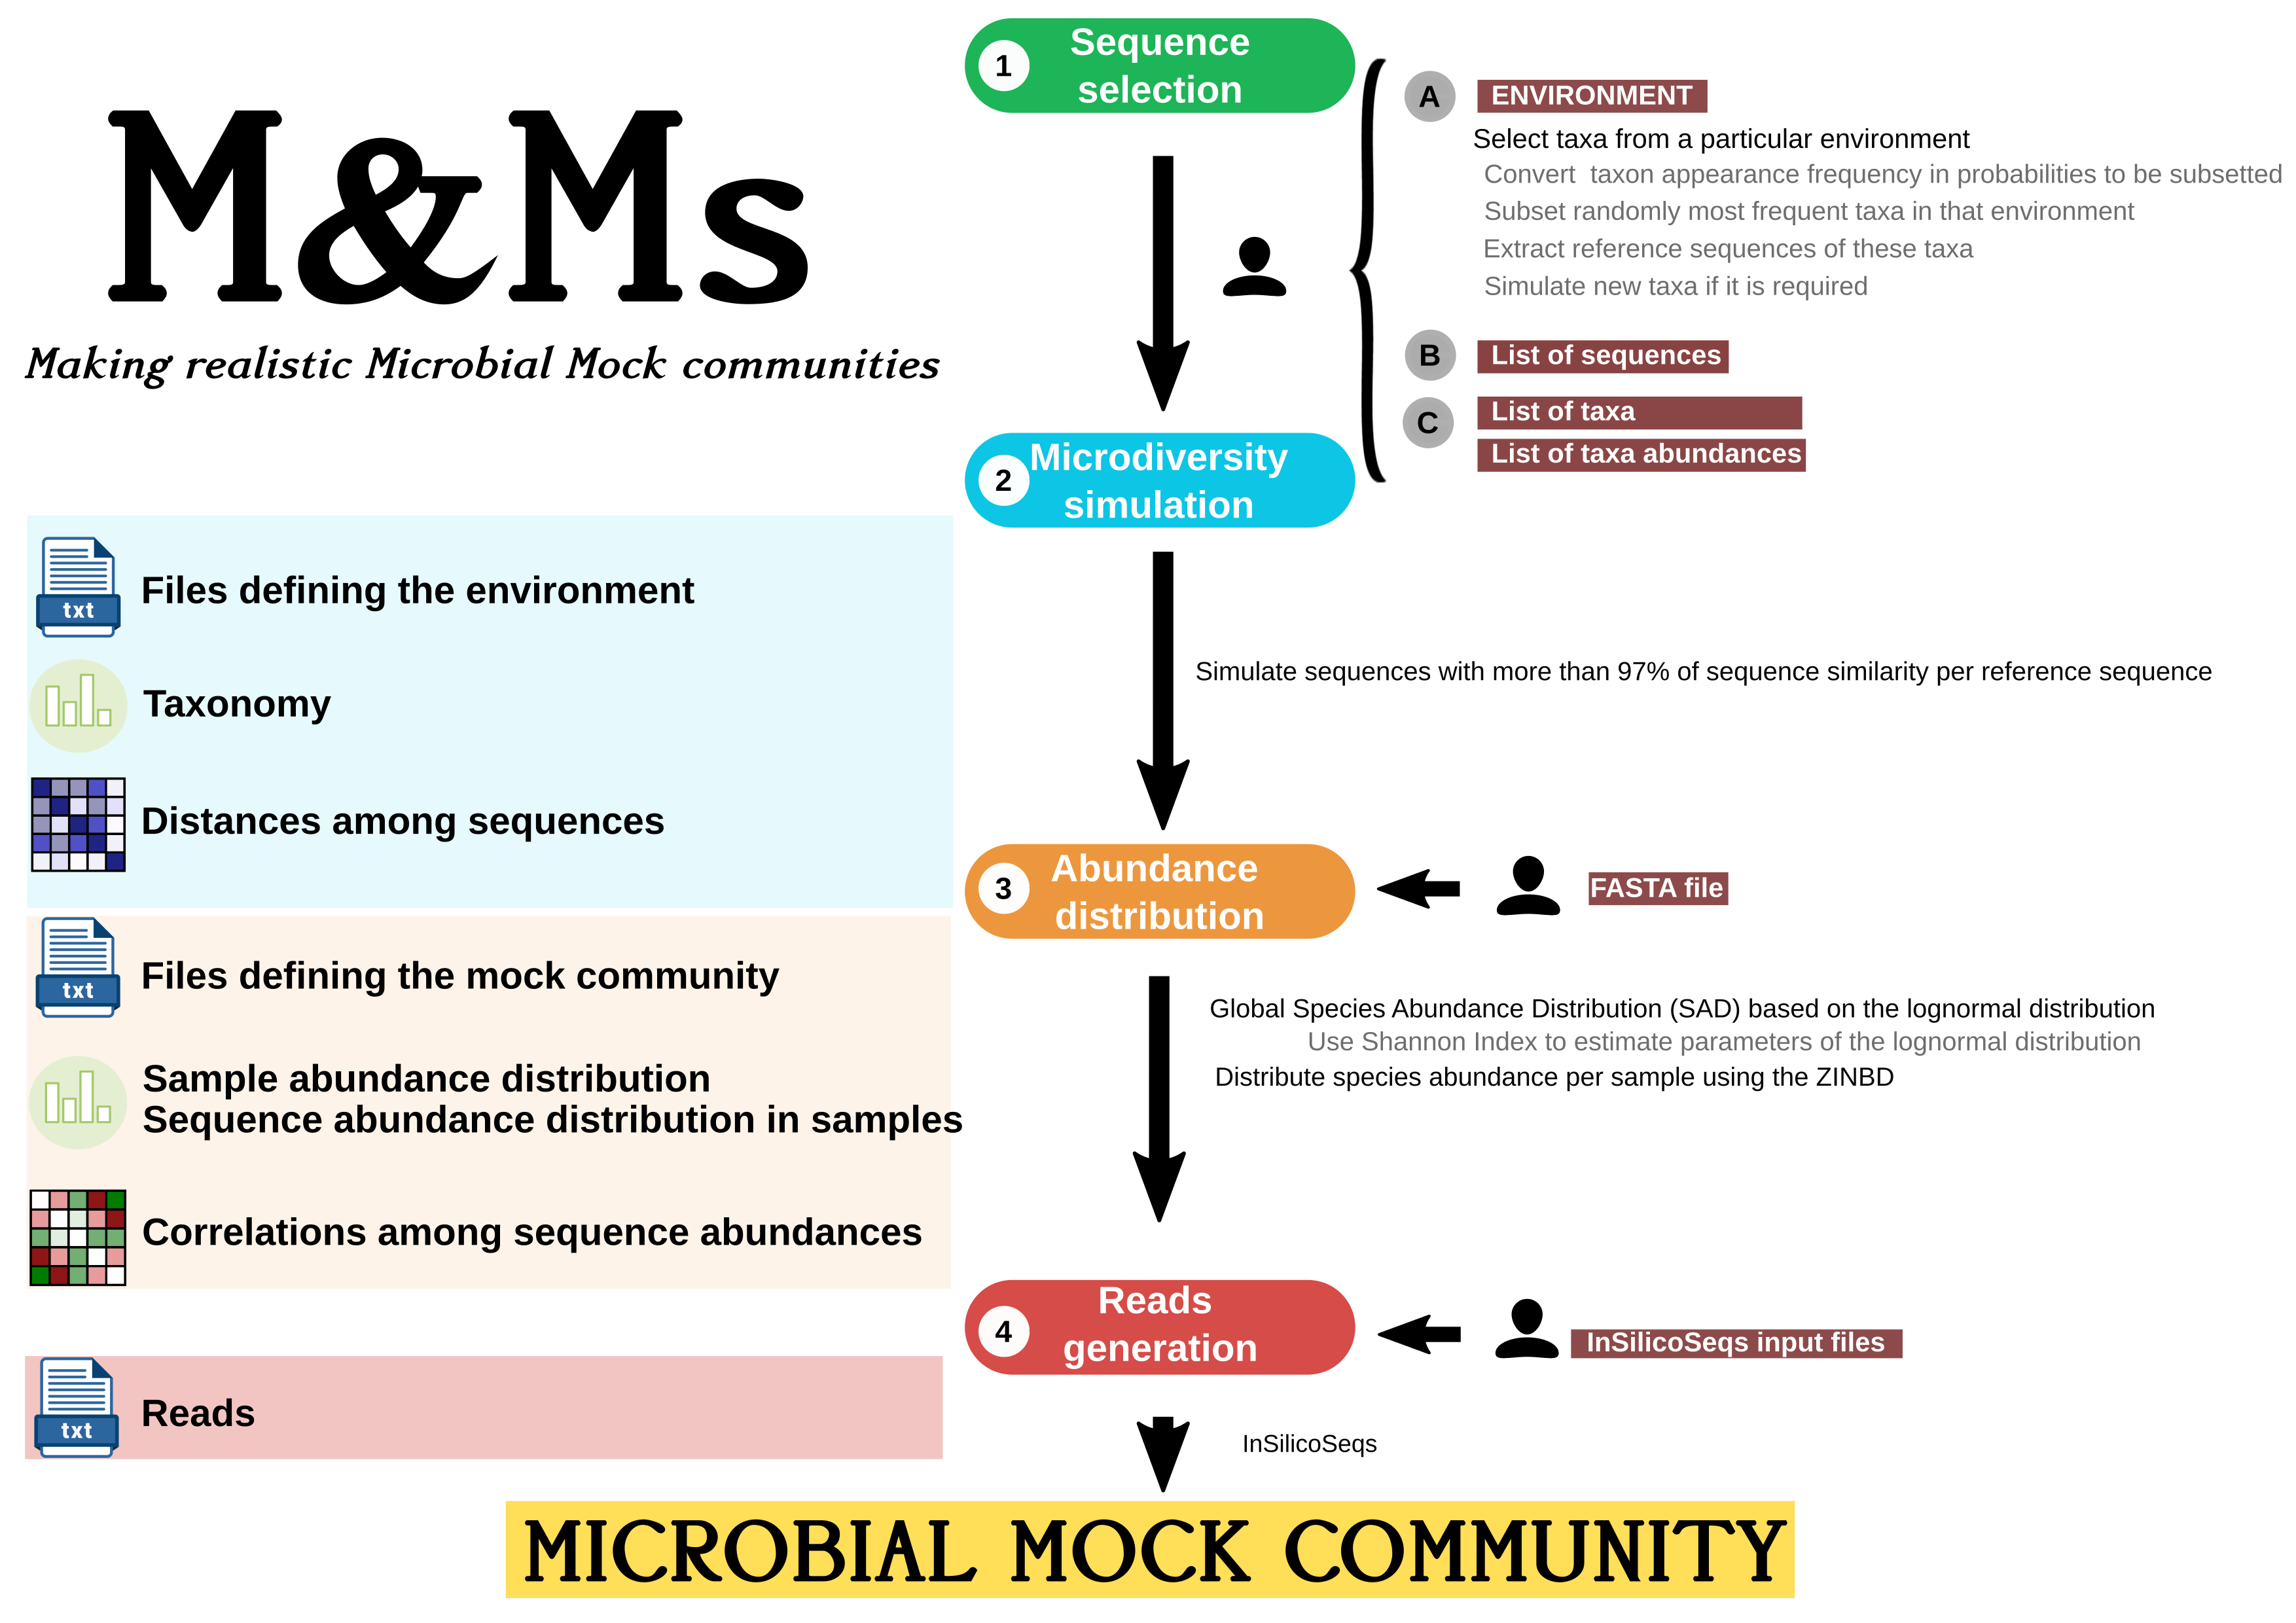 M&Ms
Making realistic Microbial Mock communities
1
Sequence
selection
A
ENVIRONMENT
Select taxa from a particular environment
Convert taxon appearance frequency in probabilities to be subsetted
Subset randomly most frequent taxa in that environment
Extract reference sequences of these taxa
Simulate new taxa if it is required
B
List of sequences
C
List of taxa
List of taxa abundances
2
Microdiversity
simulation
Simulate sequences with more than 97% of sequence similarity per reference sequence
txt
Files defining the environment
Taxonomy
Distances among sequences
3
Abundance
distribution
FASTA file
Global Species Abundance Distribution (SAD) based on the lognormal distribution
Use Shannon Index to estimate parameters of the lognormal distribution
Distribute species abundance per sample using the ZINBD
txt
Files defining the mock community
Sample abundance distribution
Sequence abundance distribution in samples
Correlations among sequence abundances
4
Reads
generation
InSilicoSeqs input files
txt
Reads
InSilicoSeqs
MICROBIAL MOCK COMMUNITY